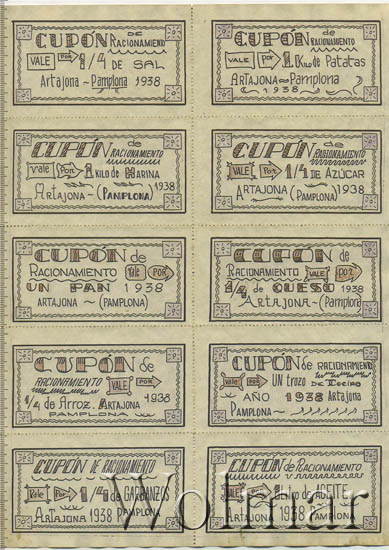 CUPÓN de
RACIONAMIENTO
VALE POR 1/4 DE SAL
Artajona - Pamplona 1938
CUPÓN de
RACIONAMIENTO
VALE POR 1 Kilo de Patatas
ARTAJONA - Pamplona
1938
CUPÓN de
RACIONAMIENTO
Vale POR 1 KILO DE HARINA
Artajona - (PAMPLONA) 1938
CUPÓN de
RACIONAMIENTO
Vale POR 1/4 DE AZÚCAR
ARTAJONA (PAMPLONA) 1938
CUPÓN de
RACIONAMIENTO Vale POR
UN PAN 1938
ARTAJONA - (PAMPLONA)
CUPÓN de
RACIONAMIENTO VALE POR
1/4 de QUESO 1938
Artajona - (Pamplona)
CUPÓN de
RACIONAMIENTO VALE POR
1/4 de Arroz. Artajona 1938
PAMPLONA
CUPÓN de RACIONAMIENTO
Vale POR UN trozo DE Tocino
AÑO 1938 Artajona
Pamplona
CUPÓN DE RACIONAMIENTO
Vale Por 1/4 de GARBANZOS
ARTAJONA 1938 PAMPLONA
CUPÓN de RACIONAMIENTO
Vale POR de ACEITE
ARTAJONA 1938 (PAMPLONA)
Wolmar